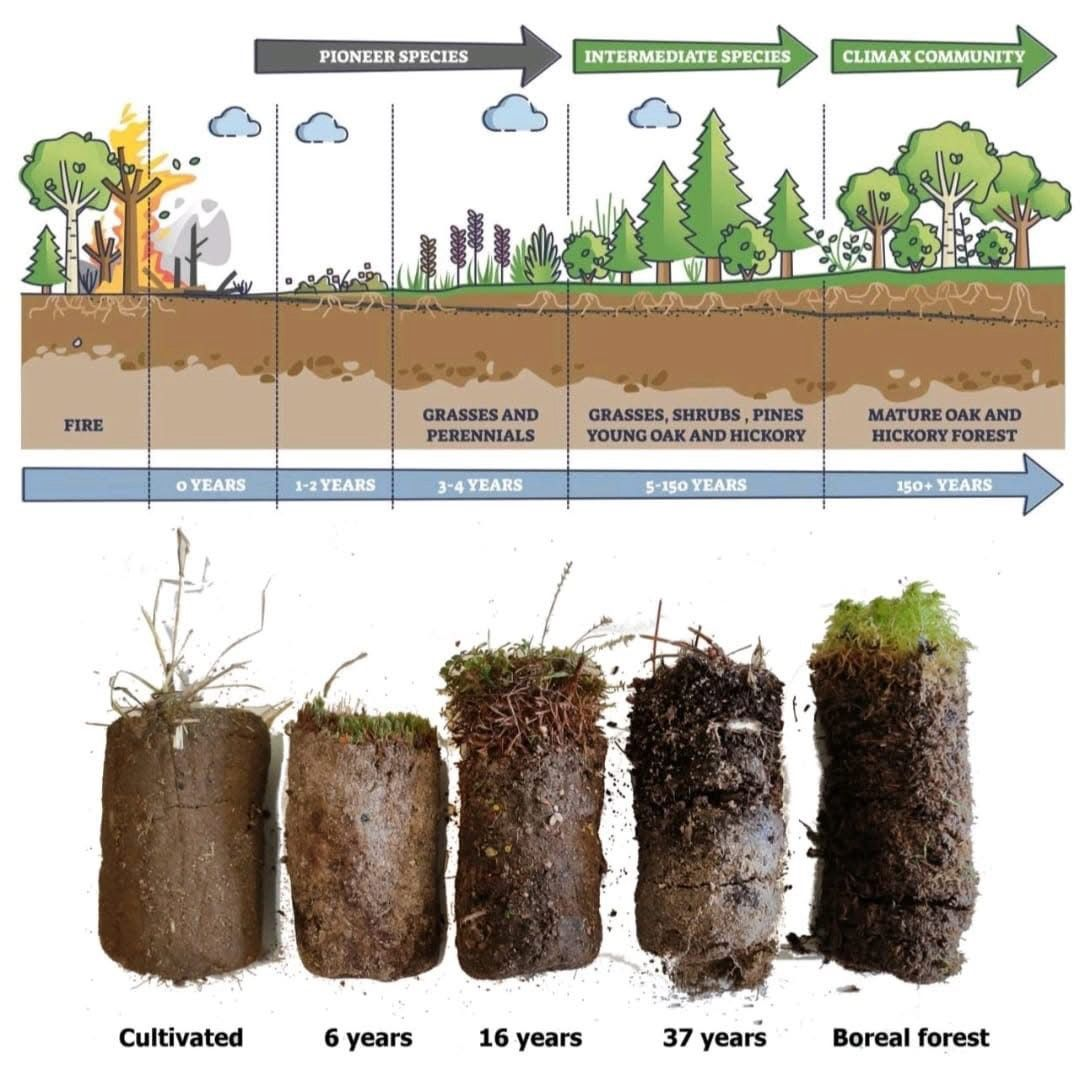 PIONEER SPECIES
INTERMEDIATE SPECIES
CLIMAX COMMUNITY
FIRE
GRASSES AND
PERENNIALS
GRASSES, SHRUBS , PINES
YOUNG OAK AND HICKORY
MATURE OAK AND
HICKORY FOREST
0 YEARS
1-2 YEARS
3-4 YEARS
5-150 YEARS
150+ YEARS
Cultivated
6 years
16 years
37 years
Boreal forest